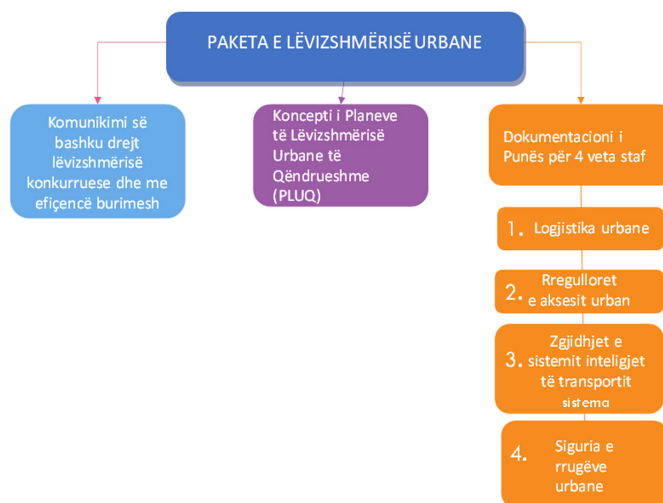 PAKETA E LËVIZSHMËRISË URBANE
Komunikimi së
bashku drejt
lëvizshmërisë
konkurruese dhe me
efiçencë burimesh
Koncepti i Planeve
të Lëvizshmërisë
Urbane të
Qëndrueshme
(PLUQ)
Dokumentacioni i
Punës për 4 veta staf
1. Logjistika urbane
2. Rregulloret
e aksesit urban
Zgjidhjet e
3. sistemit inteligjet
të transportit
sistema
4. Siguria e
rrugëve
urbane